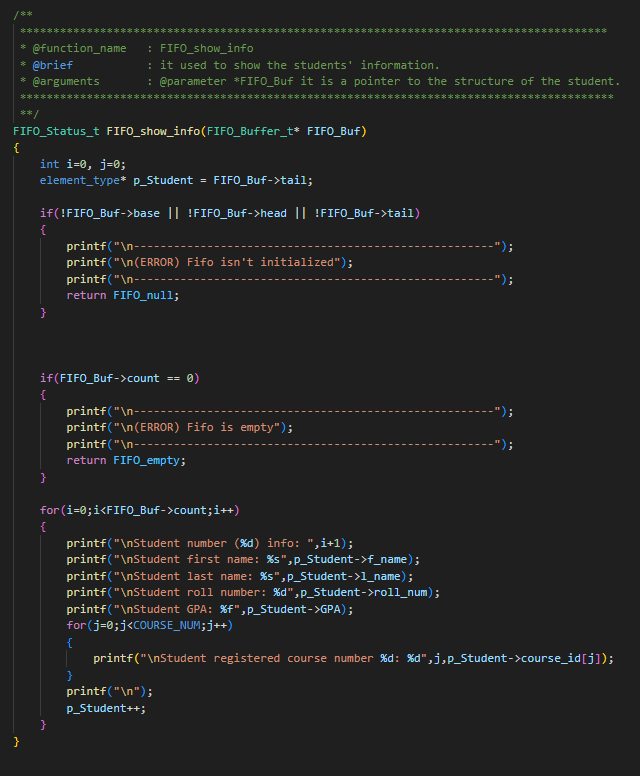 /**
*****************************************************************************************
* @function_name   : FIFO_show_info
* @brief           : it used to show the students' information.
* @arguments       : @parameter *FIFO_Buf it is a pointer to the structure of the student.
******************************************************************************************
**/
FIFO_Status_t FIFO_show_info(FIFO_Buffer_t* FIFO_Buf)
{
    int i=0, j=0;
    element_type* p_Student = FIFO_Buf->tail;
    if(!FIFO_Buf->base || !FIFO_Buf->head || !FIFO_Buf->tail)
    {
        printf("\n------------------------------------------------------");
        printf("\n(ERROR) Fifo isn't initialized");
        printf("\n------------------------------------------------------");
        return FIFO_null;
    }
    if(FIFO_Buf->count == 0)
    {
        printf("\n------------------------------------------------------");
        printf("\n(ERROR) Fifo is empty");
        printf("\n------------------------------------------------------");
        return FIFO_empty;
    }
    for(i=0;i<FIFO_Buf->count;i++)
    {
        printf("\nStudent number (%d) info: ",i+1);
        printf("\nStudent first name: %s",p_Student->f_name);
        printf("\nStudent last name: %s",p_Student->l_name);
        printf("\nStudent roll number: %d",p_Student->roll_num);
        printf("\nStudent GPA: %f",p_Student->GPA);
        for(j=0;j<COURSE_NUM;j++)
        {
            printf("\nStudent registered course number %d: %d",j,p_Student->course_id[j]);
        }
        printf("\n");
        p_Student++;
    }
}